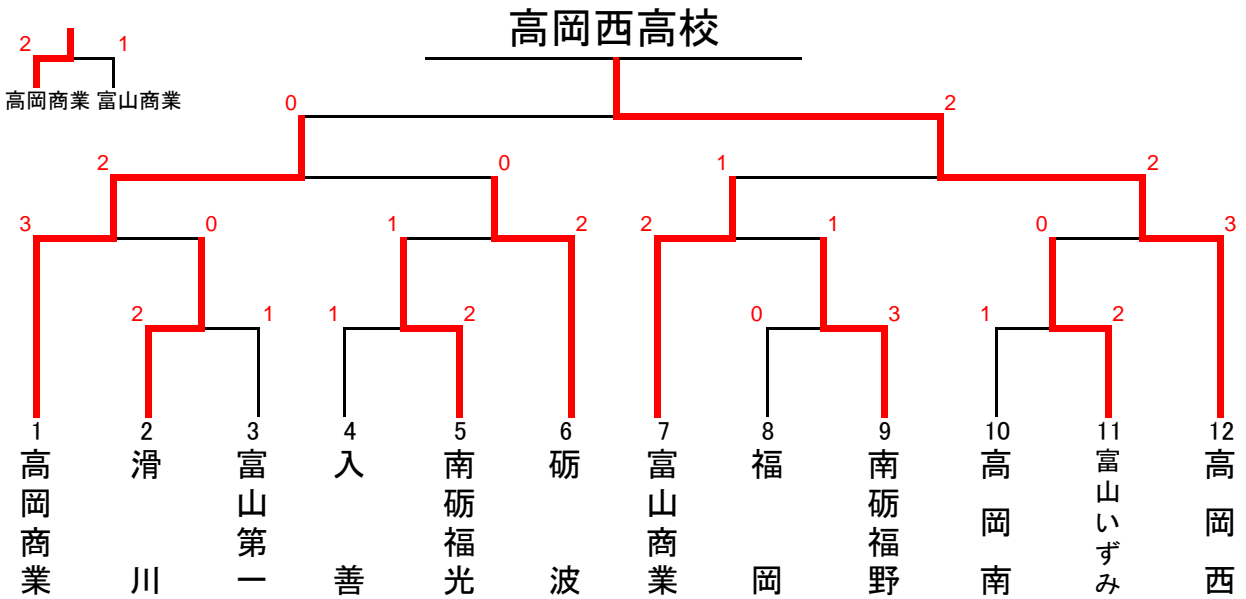 高岡西高校
2 1
高岡商業 富山商業
0 2
2 0 1 2
3 0 1 2 2 1 0 3
2 1 1 2 0 3 1 2
1 2 3 4 5 6 7 8 9 10 11 12
高岡商業
滑川
富山第一
入善
南砺福光
砺波
富山商業
福岡
南砺福野
高岡南
富山いずみ
高岡西